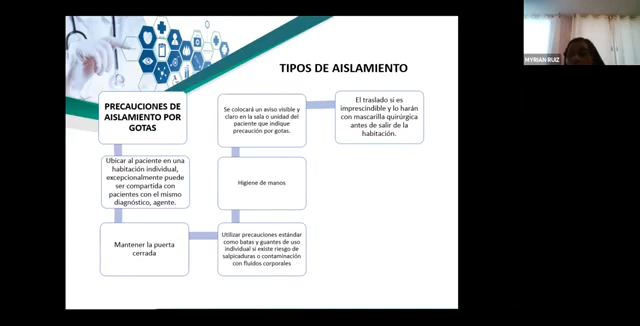 TIPOS DE AISLAMIENTO
PRECAUCIONES DE
AISLAMIENTO POR
GOTAS
Ubicar al paciente en una
habitación individual,
excepcionalmente puede
ser compartida con
pacientes con el mismo
diagnóstico, agente.
Mantener la puerta
cerrada
Utilizar precauciones estándar
como batas y guantes de uso
individual si existe riesgo de
salpicaduras o contaminación
con fluidos corporales
Higiene de manos
Se colocará un aviso visible y
claro en la sala o unidad del
paciente que indique
precaución por gotas.
El traslado si es
imprescindible y lo harán
con mascarilla quirúrgica
antes de salir de la
habitación.
MYRIAN RUIZ